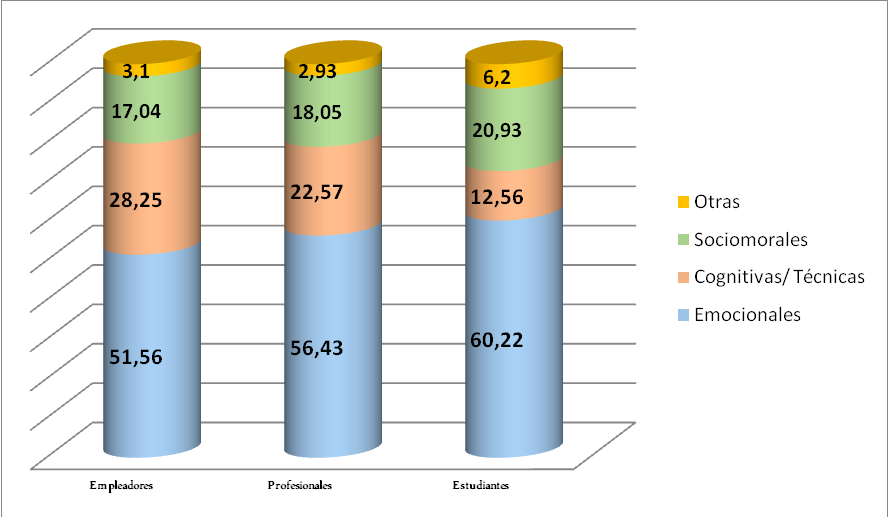 3,1
2,93
6,2
17,04
18,05
20,93
28,25
22,57
12,56
51,56
56,43
60,22
Otras
Sociomorales
Cognitivas/ Técnicas
Emocionales
Empleadores
Profesionales
Estudiantes